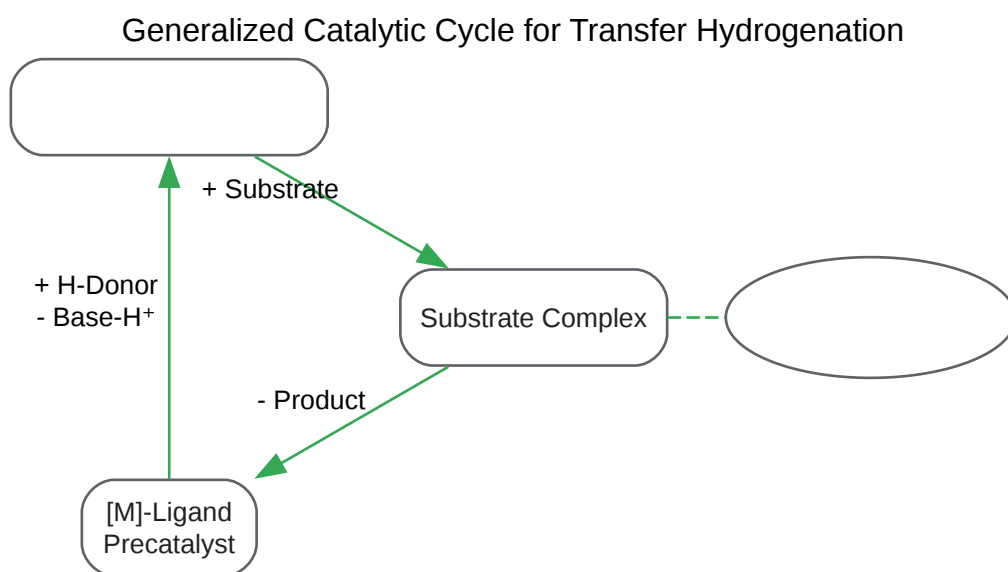 Generalized Catalytic Cycle for Transfer Hydrogenation
+ Substrate
+ H-Donor
- Base-H⁺
Substrate Complex
- Product
[M]-Ligand
Precatalyst